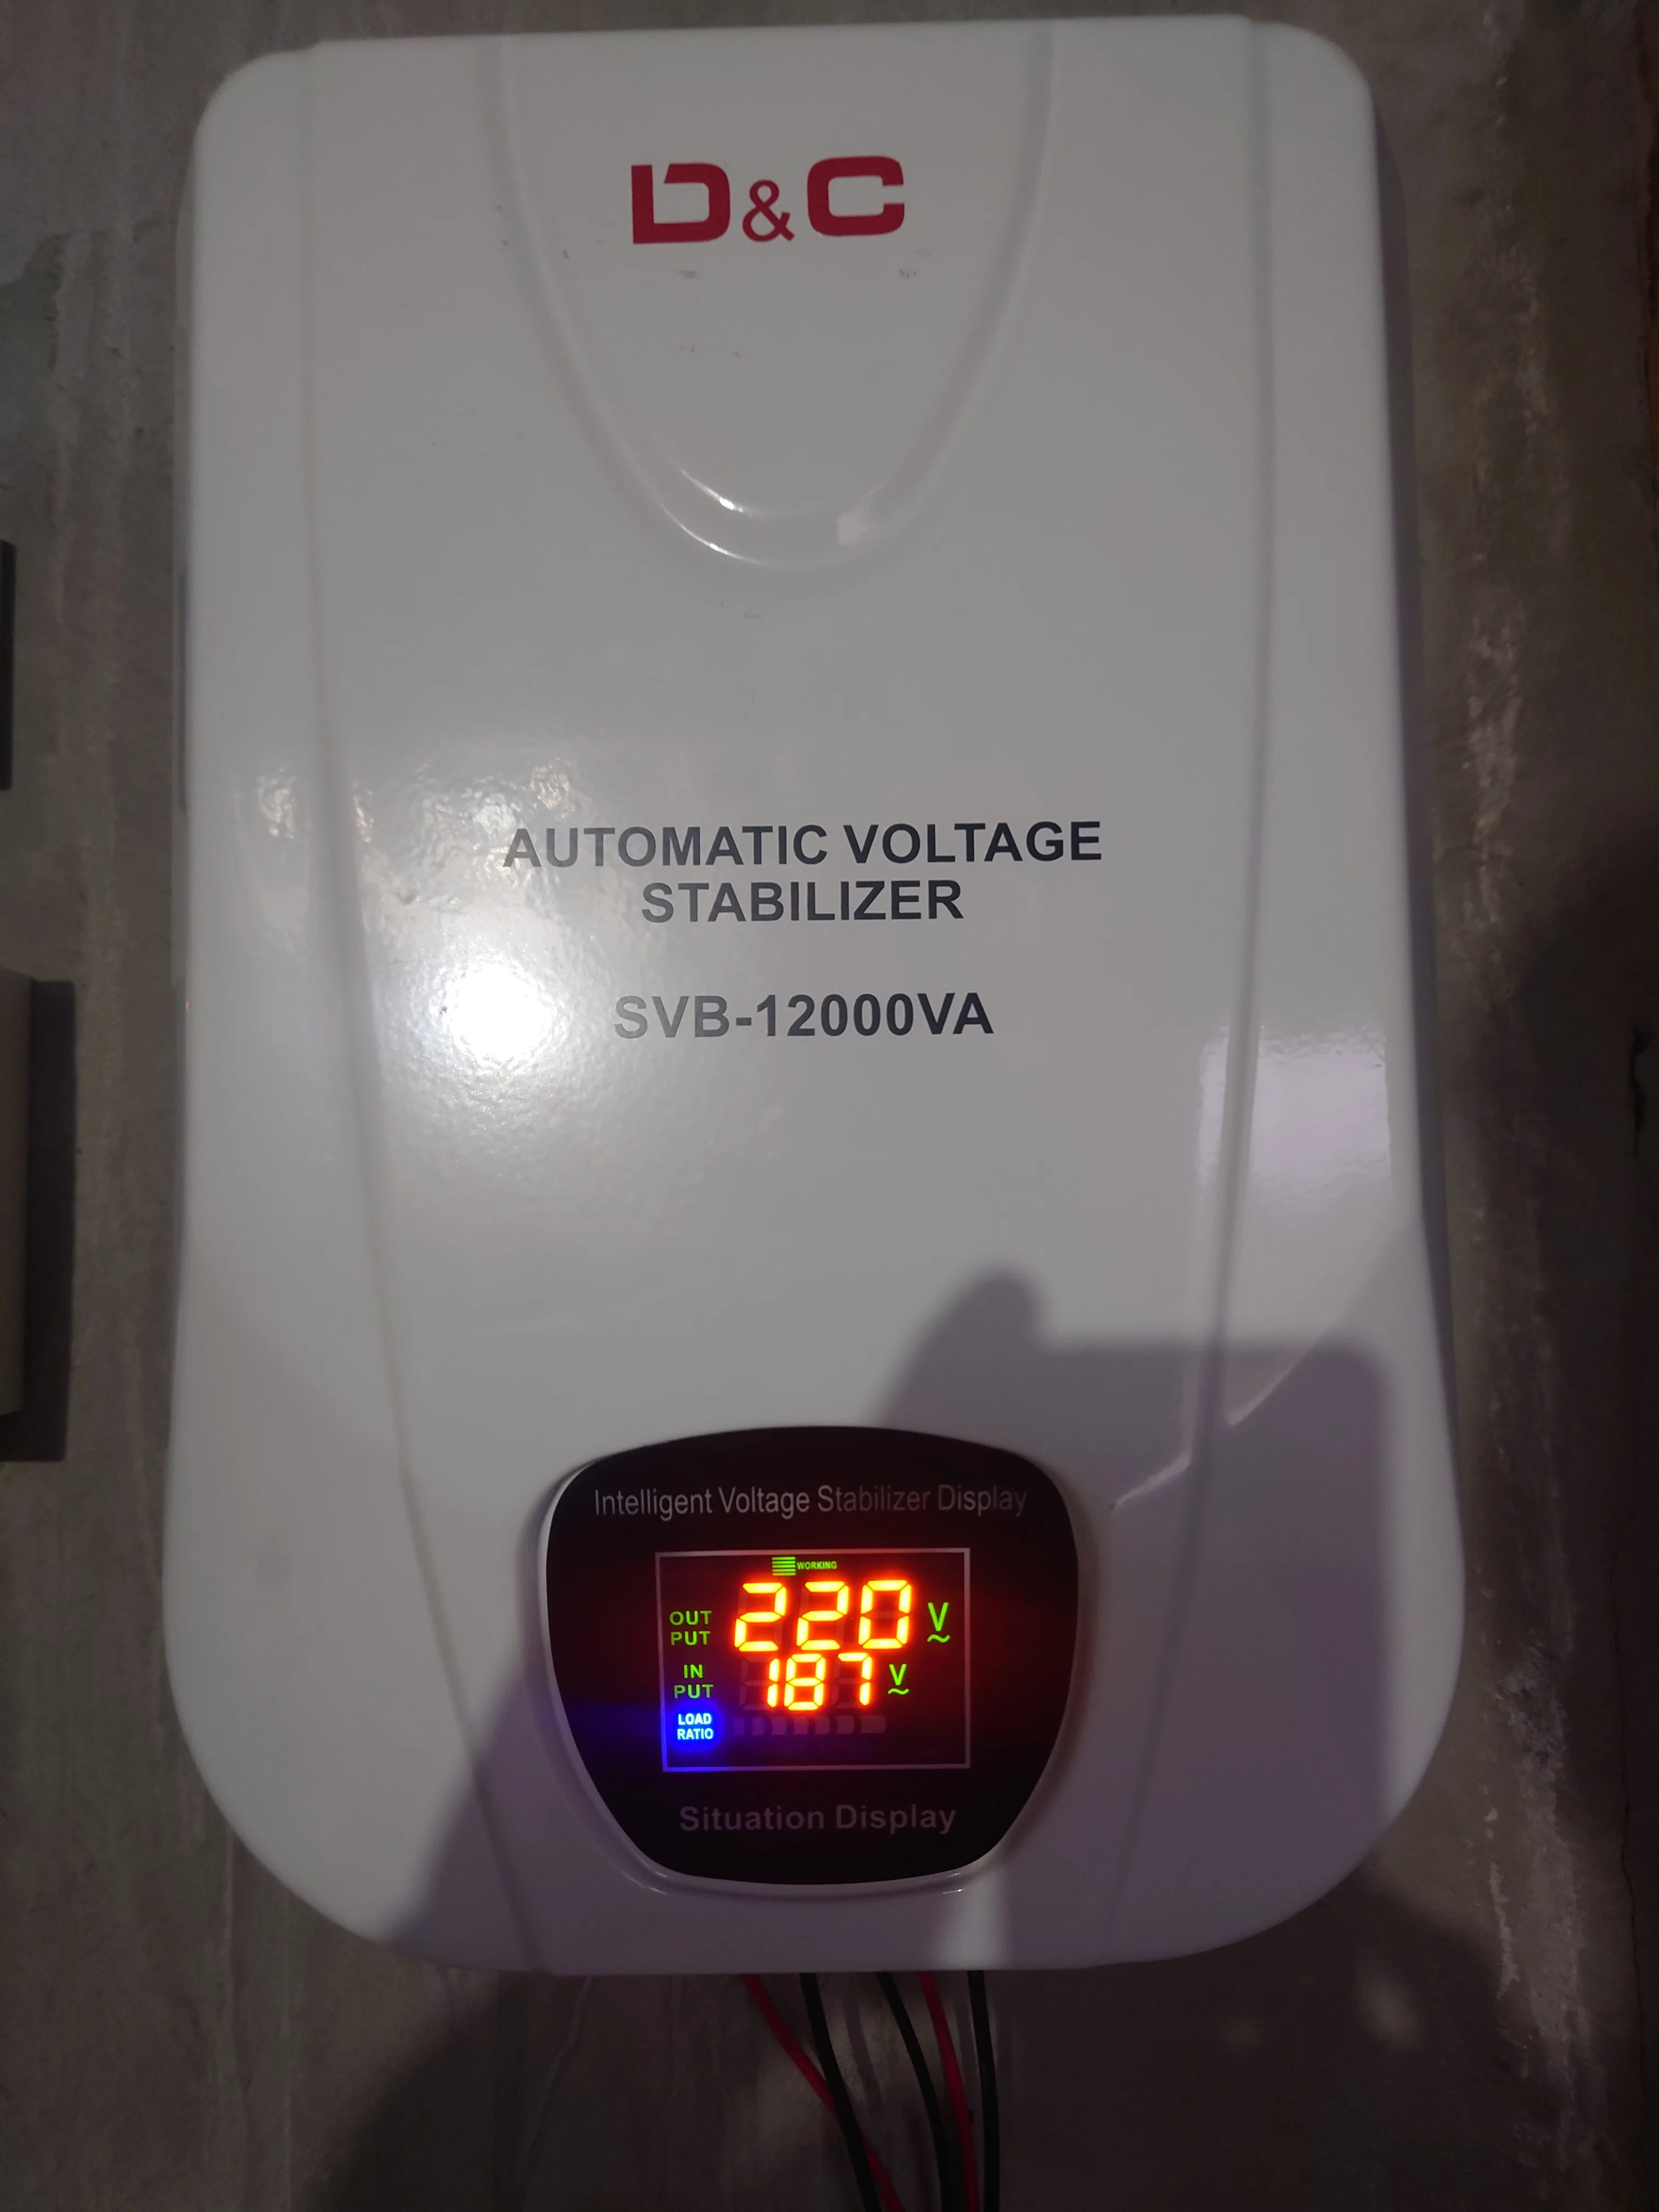 D&C
AUTOMATIC VOLTAGE
STABILIZER
SVB-12000VA
Intelligent Voltage Stabilizer Display
WORKING
OUT
PUT
220 V
~
IN
PUT
187 V
~
LOAD
RATIO
Situation Display